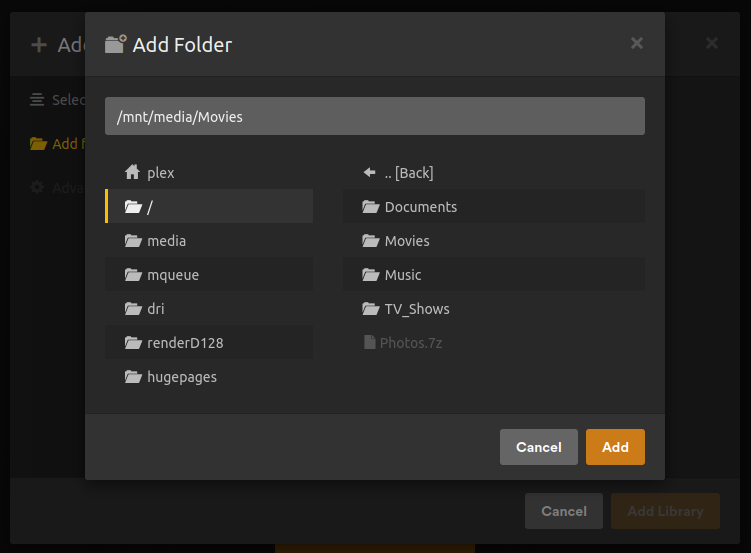 Add Folder
Ad
Selec
/mnt/media/Movies
Add f
plex
.. [Back]
/
Documents
Adva
media
Movies
mqueue
Music
dri
TV_Shows
renderD128
Photos.7z
hugepages
Cancel
Add
Cancel
Add Library